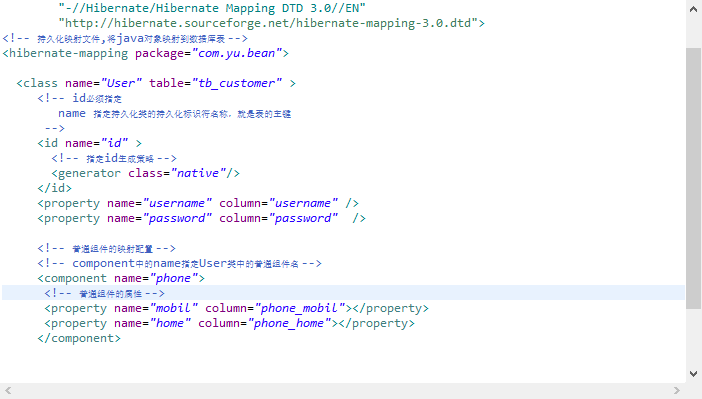 "-//Hibernate/Hibernate Mapping DTD 3.0//EN"
"http://hibernate.sourceforge.net/hibernate-mapping-3.0.dtd">
<!-- 持久化映射文件,将java对象映射到数据库表 -->
<hibernate-mapping package="com.yu.bean">
<class name="User" table="tb_customer" >
<!-- id必须指定
name 指定持久化类的持久化标识符名称．就是表的主键
-->
<id name="id" >
<!-- 指定id生成策略 -->
<generator class="native"/>
</id>
<property name="username" column="username" />
<property name="password" column="password"  />
<!-- 普通组件的映射配置 -->
<!-- component中的name指定User类中的普通组件名 -->
<component name="phone">
<!-- 普通组件的属性 -->
<property name="mobil" column="phone_mobil"></property>
<property name="home" column="phone_home"></property>
</component>